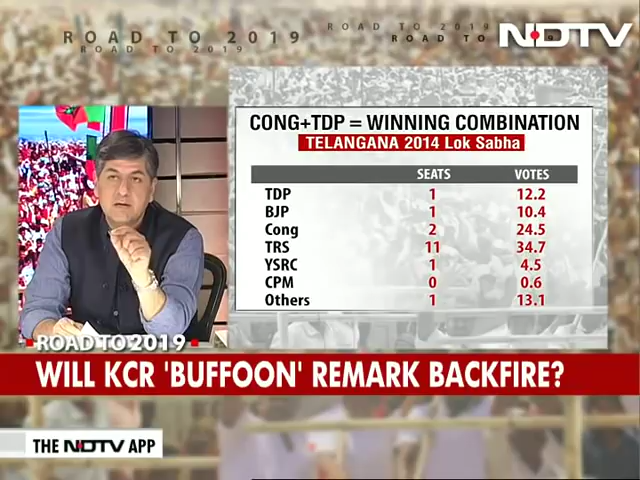 ROAD TO 2019
ROAD TO 2019
ROAD TO 2019
ROAD TO 2019
NDTV
CONG+TDP = WINNING COMBINATION
TELANGANA 2014 Lok Sabha
SEATS VOTES
TDP 1 12.2
BJP 1 10.4
Cong 2 24.5
TRS 11 34.7
YSRC 1 4.5
CPM 0 0.6
Others 1 13.1
ROAD TO 2019
WILL KCR 'BUFFOON' REMARK BACKFIRE?
THE NDTV APP